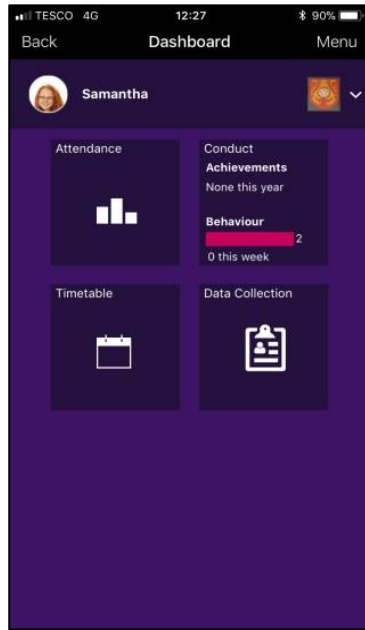 TESCO 4G 12:27 90%
Back Dashboard Menu
Samantha
Attendance
Conduct
Achievements
None this year
Behaviour
2
0 this week
Timetable
Data Collection